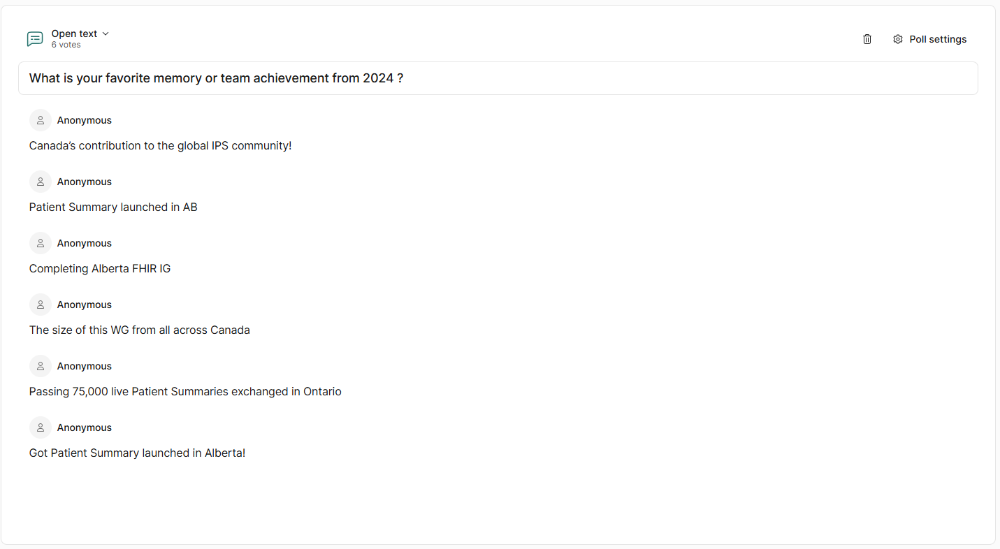 Open text
6 votes
Poll settings
What is your favorite memory or team achievement from 2024 ?
Anonymous
Canada’s contribution to the global IPS community!
Anonymous
Patient Summary launched in AB
Anonymous
Completing Alberta FHIR IG
Anonymous
The size of this WG from all across Canada
Anonymous
Passing 75,000 live Patient Summaries exchanged in Ontario
Anonymous
Got Patient Summary launched in Alberta!